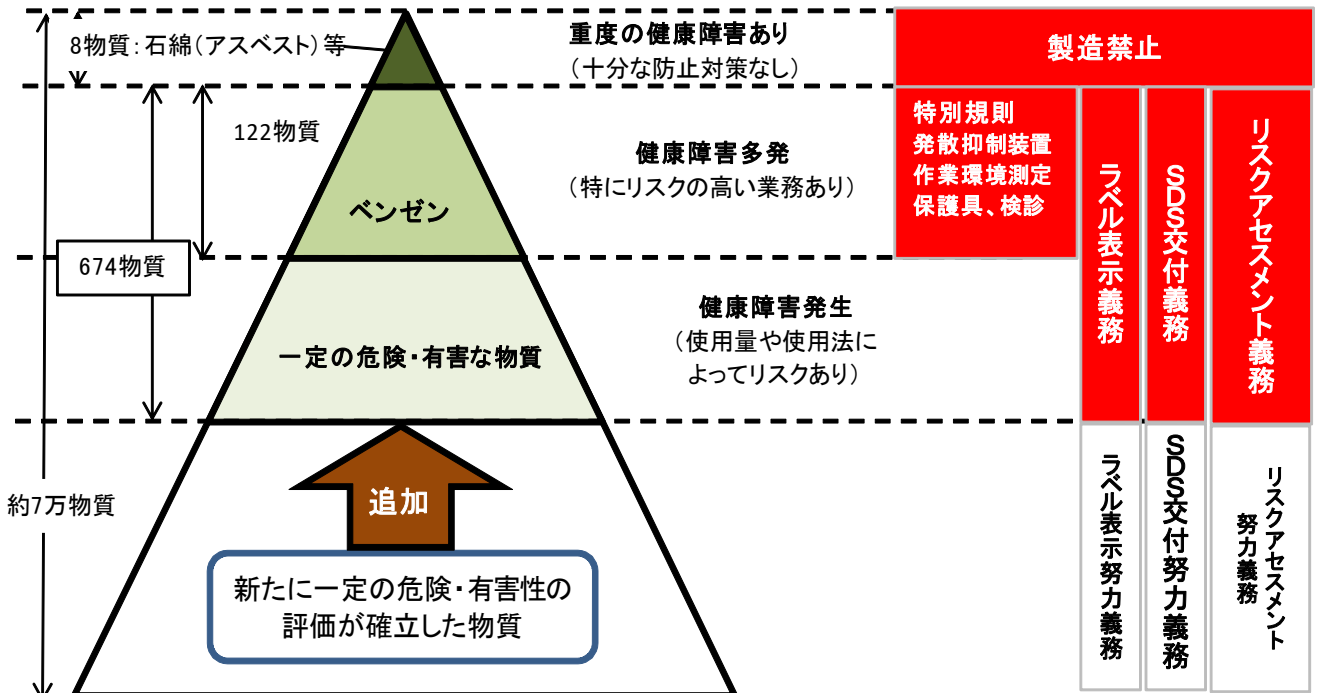 8物質：石綿（アスベスト）等
重度の健康障害あり
（十分な防止対策なし）
製造禁止
122物質
ベンゼン
健康障害多発
（特にリスクの高い業務あり）
特別規則
発散抑制装置
作業環境測定
保護具、検診
ラベル表示義務
SDS交付義務
リスクアセスメント義務
674物質
一定の危険・有害な物質
健康障害発生
（使用量や使用法に
よってリスクあり）
約7万物質
追加
新たに一定の危険・有害性の
評価が確立した物質
ラベル表示努力義務
SDS交付努力義務
リスクアセスメント
努力義務